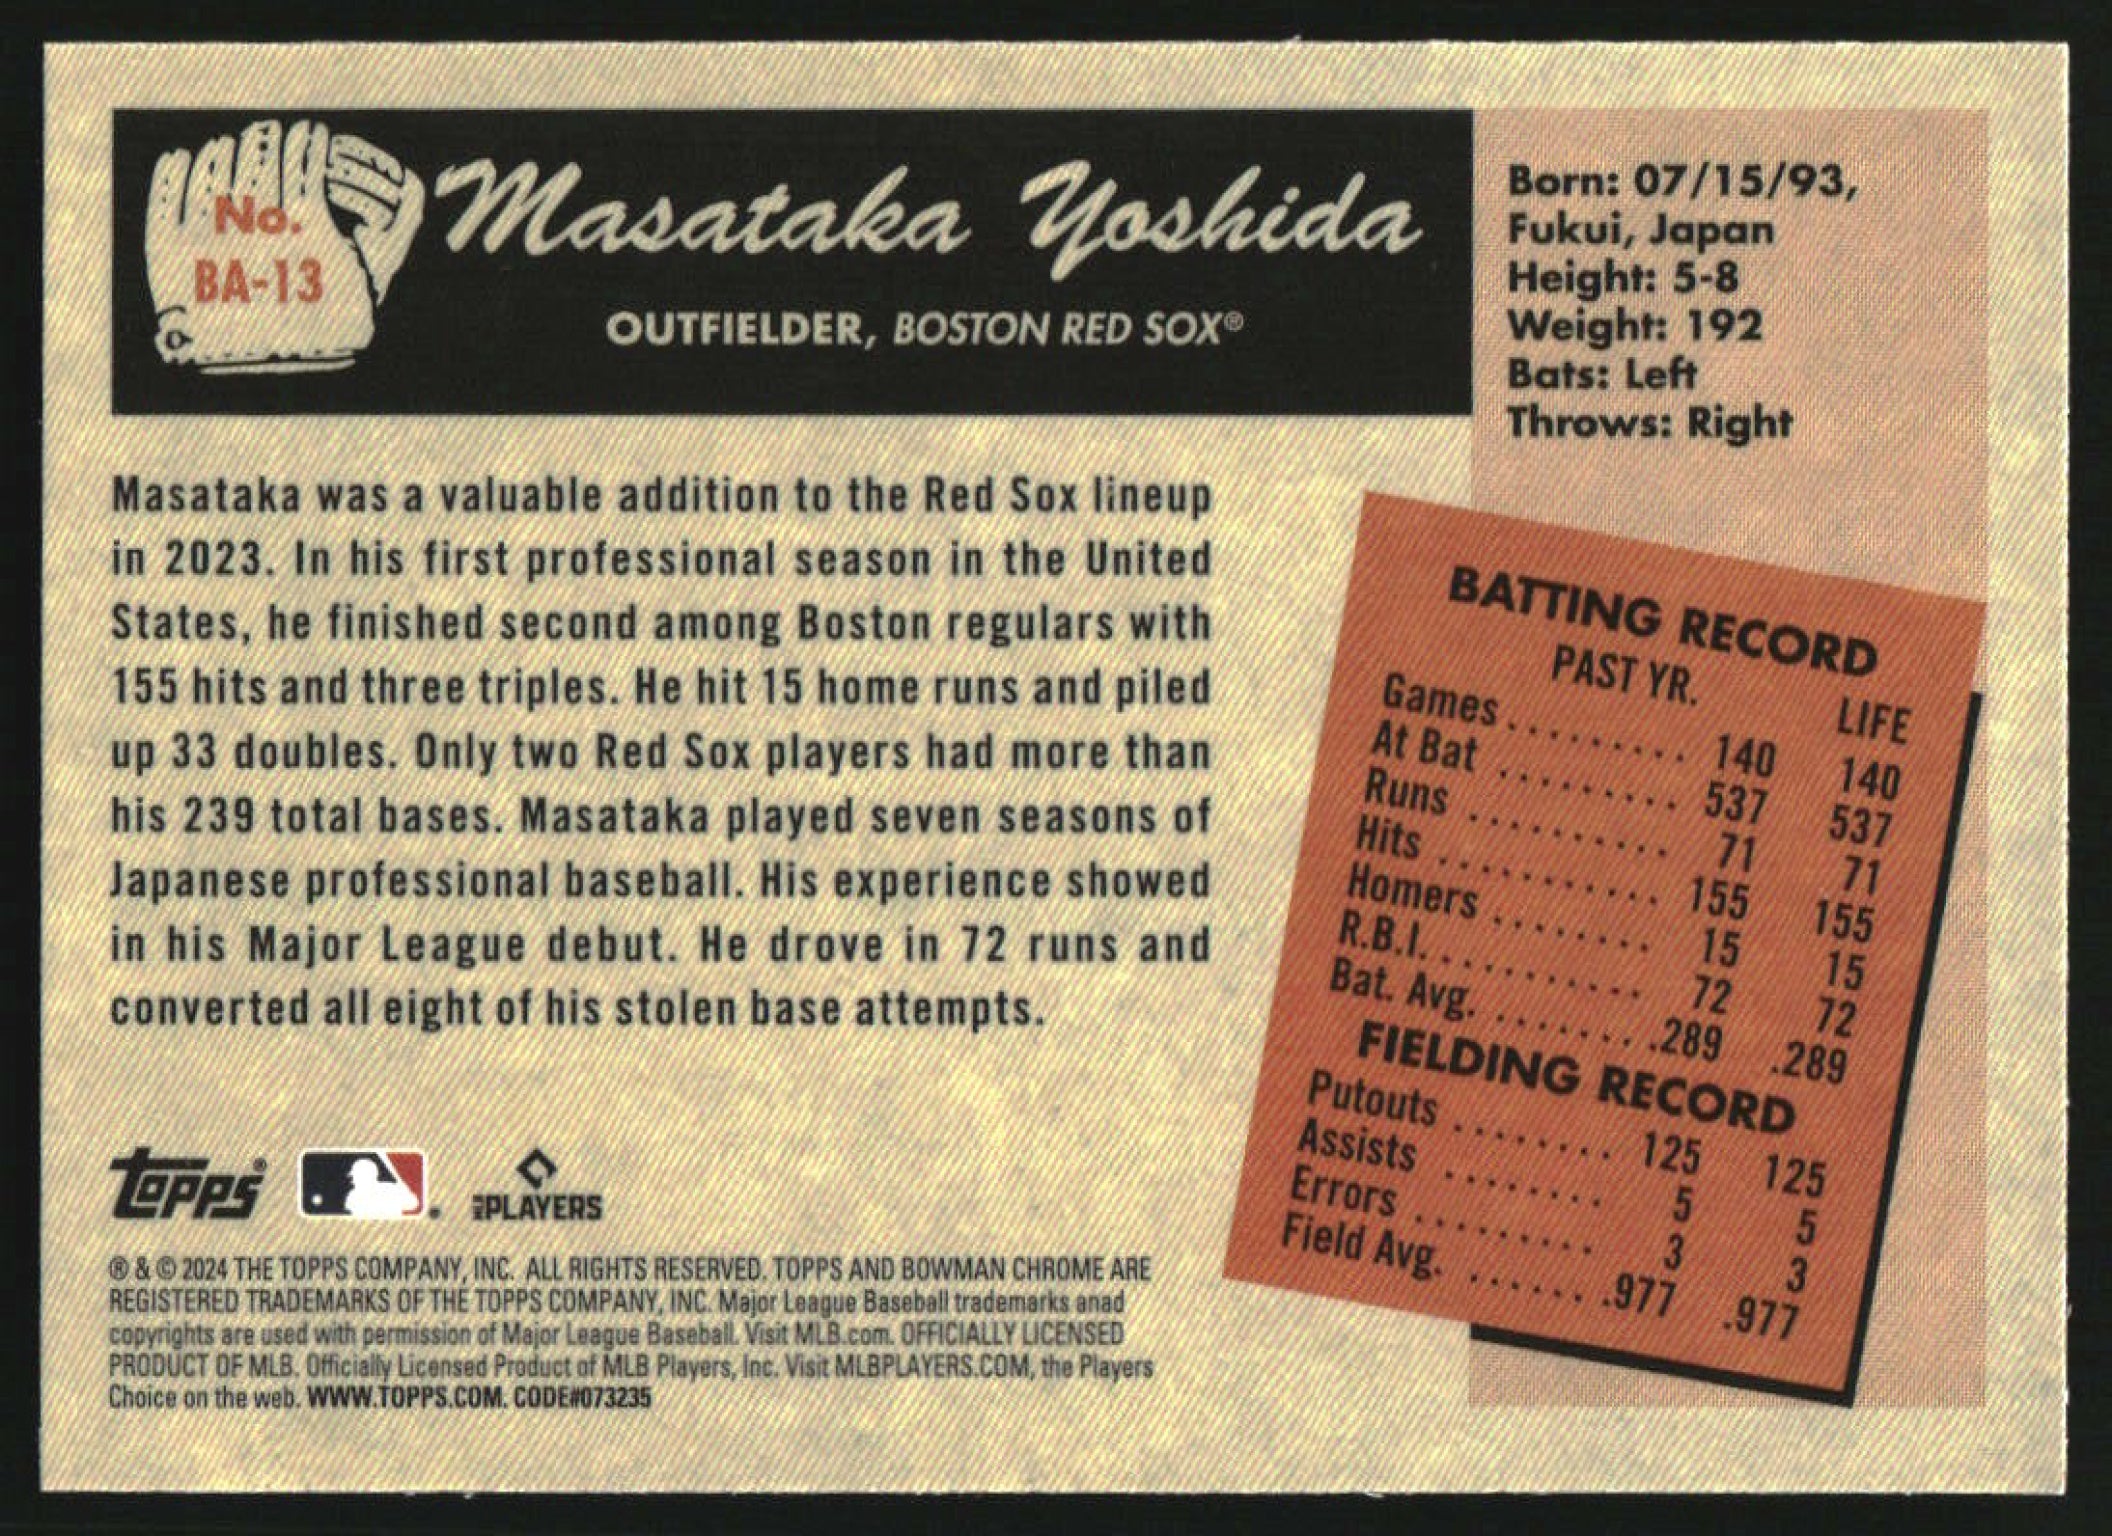 No.
BA-13
Masataka Yoshida
OUTFIELDER, BOSTON RED SOX®
Born: 07/15/93,
Fukui, Japan
Height: 5-8
Weight: 192
Bats: Left
Throws: Right
Masataka was a valuable addition to the Red Sox lineup
in 2023. In his first professional season in the United
States, he finished second among Boston regulars with
155 hits and three triples. He hit 15 home runs and piled
up 33 doubles. Only two Red Sox players had more than
his 239 total bases. Masataka played seven seasons of
Japanese professional baseball. His experience showed
in his Major League debut. He drove in 72 runs and
converted all eight of his stolen base attempts.
BATTING RECORD
PAST YR. LIFE
Games.......... 140 140
At Bat ......... 537 537
Runs .......... 71 71
Hits ........... 155 155
Homers ........ 15 15
R.B.I........... 72 72
Bat. Avg. ........ .289 .289
FIELDING RECORD
Putouts ........ 125 125
Assists ........ 5 5
Errors ......... 3 3
Field Avg. ....... .977 .977
topps®
PLAYERS
® & © 2024 THE TOPPS COMPANY, INC. ALL RIGHTS RESERVED. TOPPS AND BOWMAN CHROME ARE
REGISTERED TRADEMARKS OF THE TOPPS COMPANY, INC. Major League Baseball trademarks anad
copyrights are used with permission of Major League Baseball. Visit MLB.com. OFFICIALLY LICENSED
PRODUCT OF MLB. Officially Licensed Product of MLB Players, Inc. Visit MLBPLAYERS.COM, the Players
Choice on the web. WWW.TOPPS.COM. CODE#073235